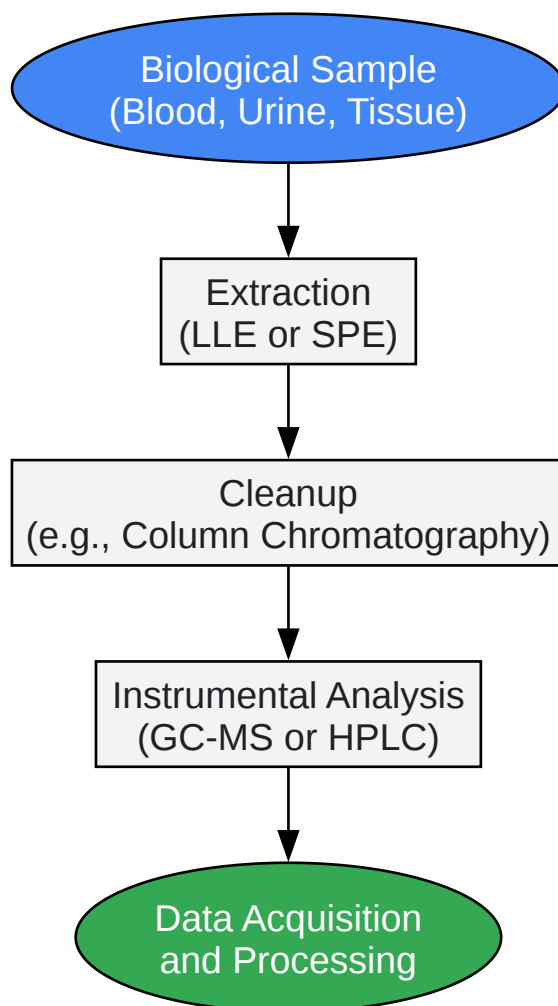 Biological Sample
(Blood, Urine, Tissue)
Extraction
(LLE or SPE)
Cleanup
(e.g., Column Chromatography)
Instrumental Analysis
(GC-MS or HPLC)
Data Acquisition
and Processing